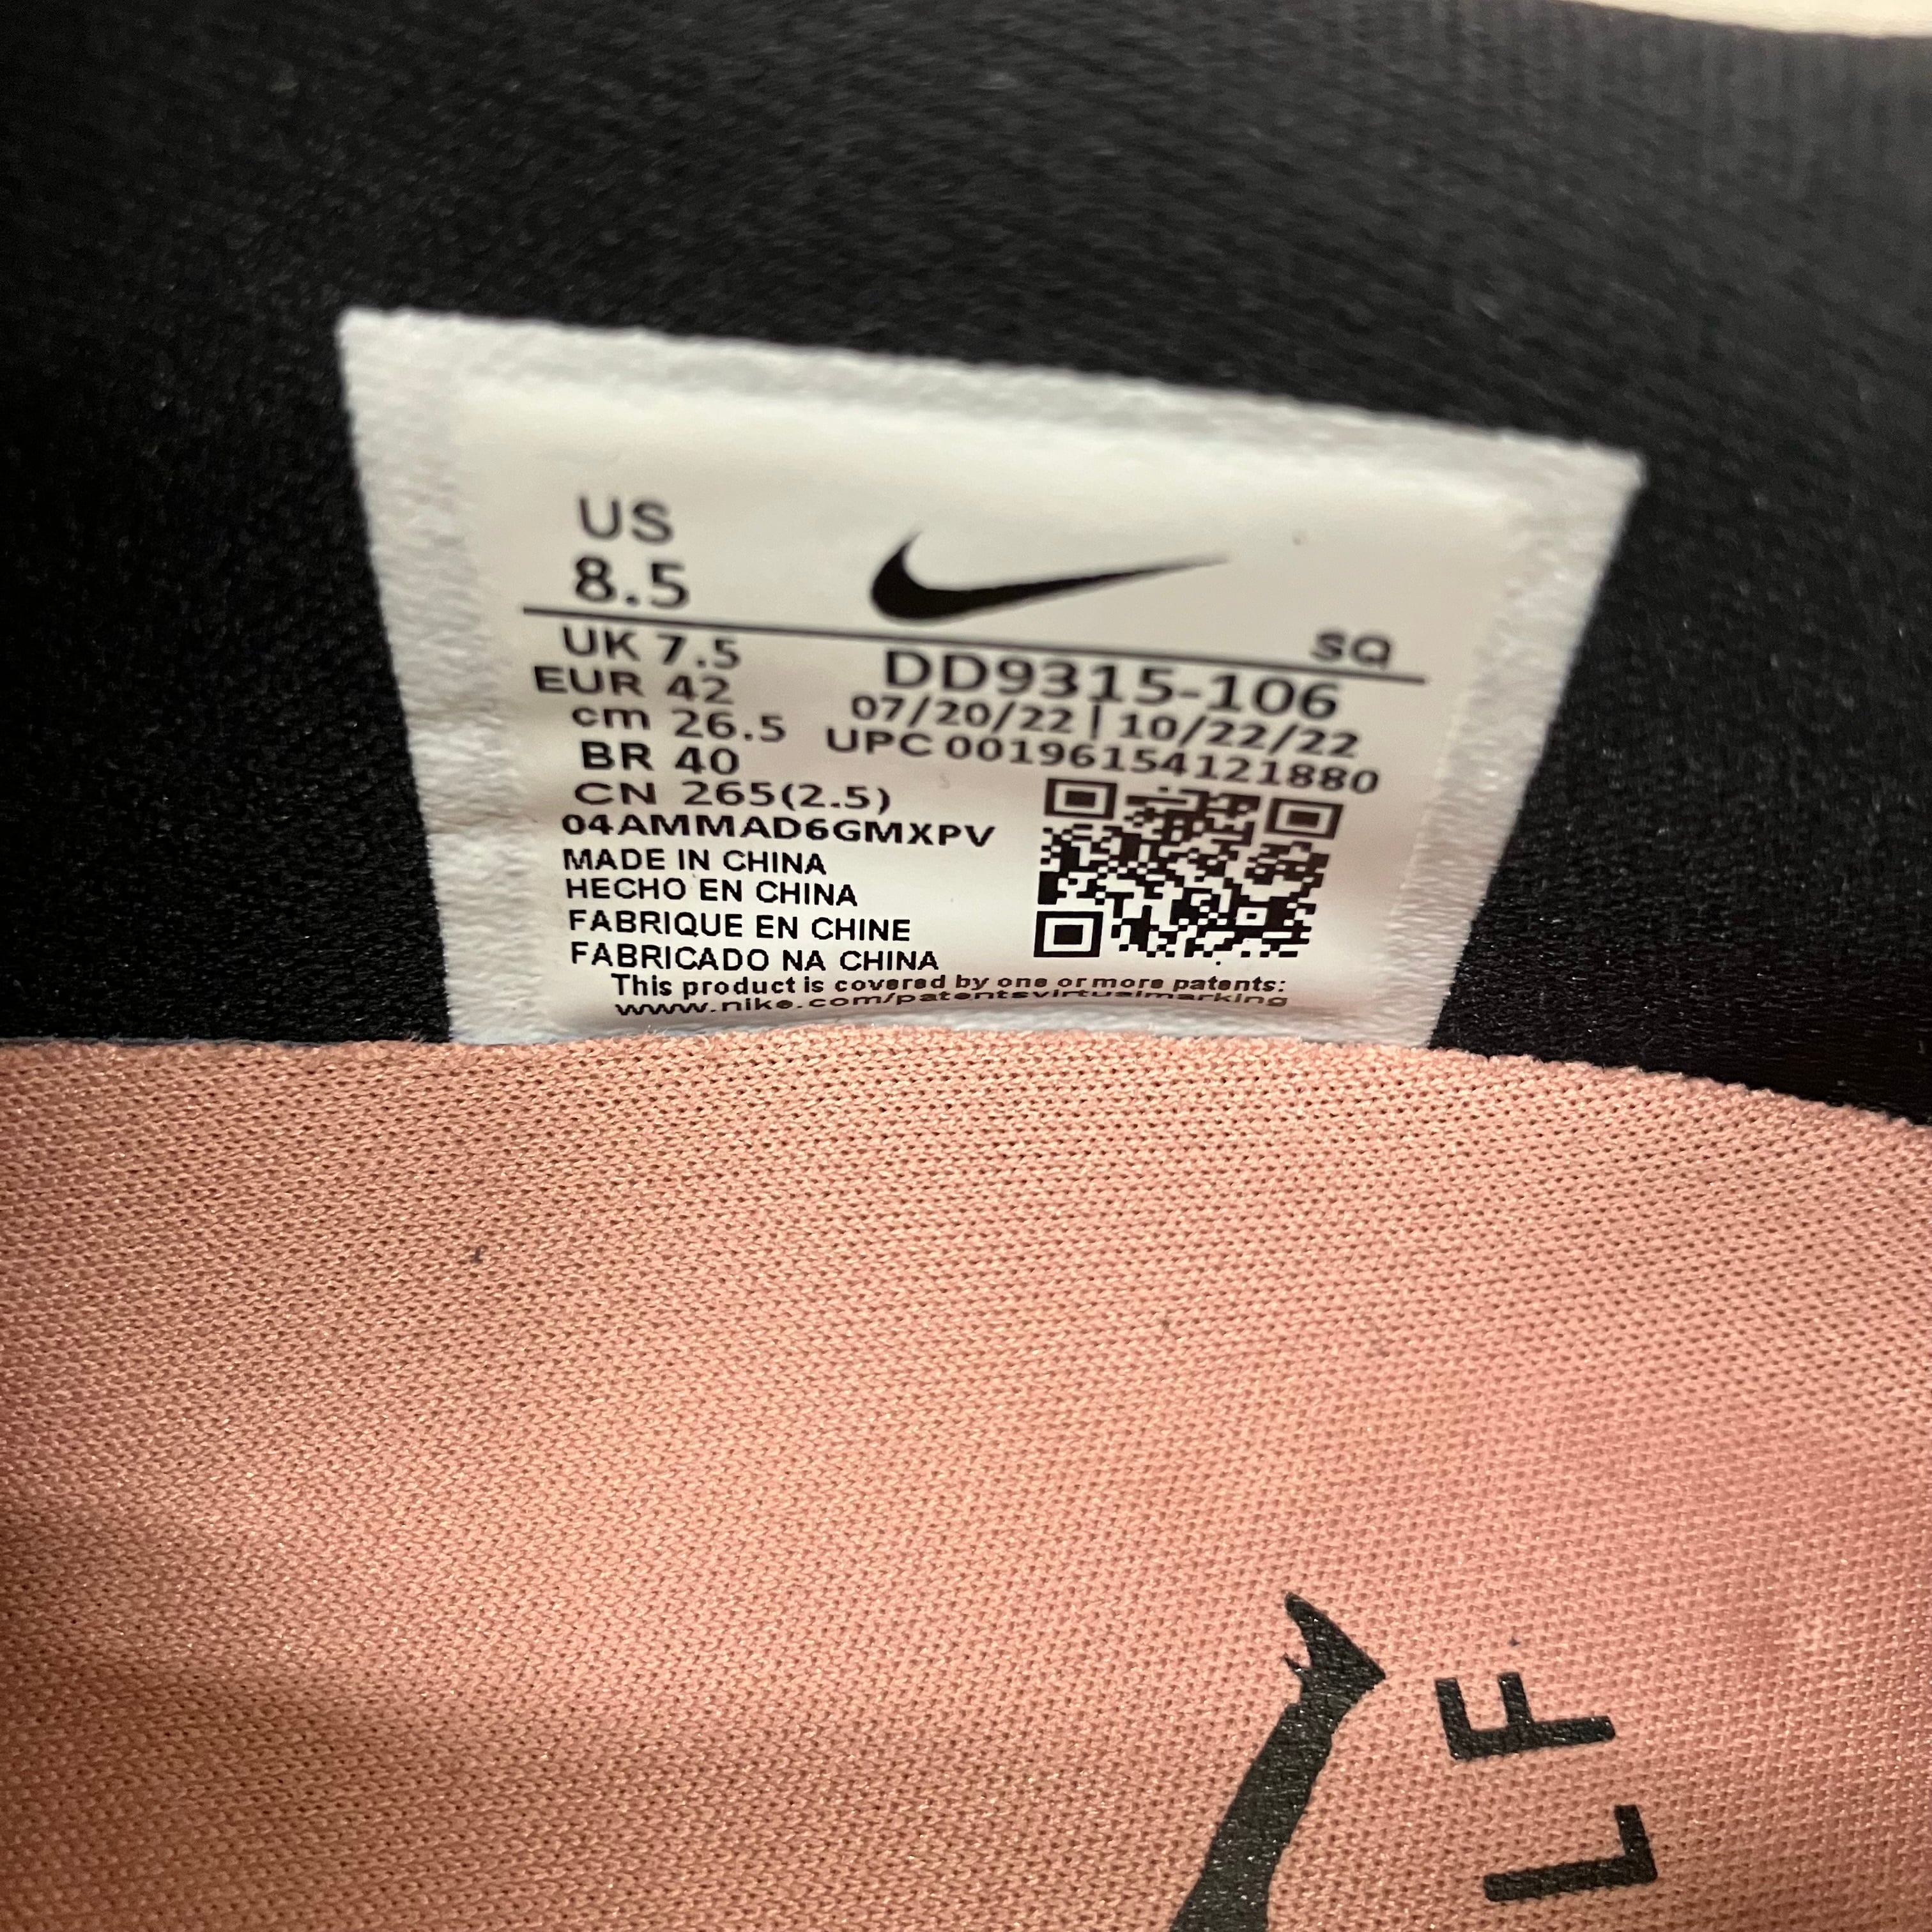 US
8.5
SQ
UK 7.5
EUR 42
cm 26.5
BR 40
CN 265(2.5)
DD9315-106
07/20/22 | 10/22/22
UPC 00196154121880
04AMMAD6GMXPV
MADE IN CHINA
HECHO EN CHINA
FABRIQUE EN CHINE
FABRICADO NA CHINA
This product is covered by one or more patents:
www.nike.com/patentsvirtualmarking
LF